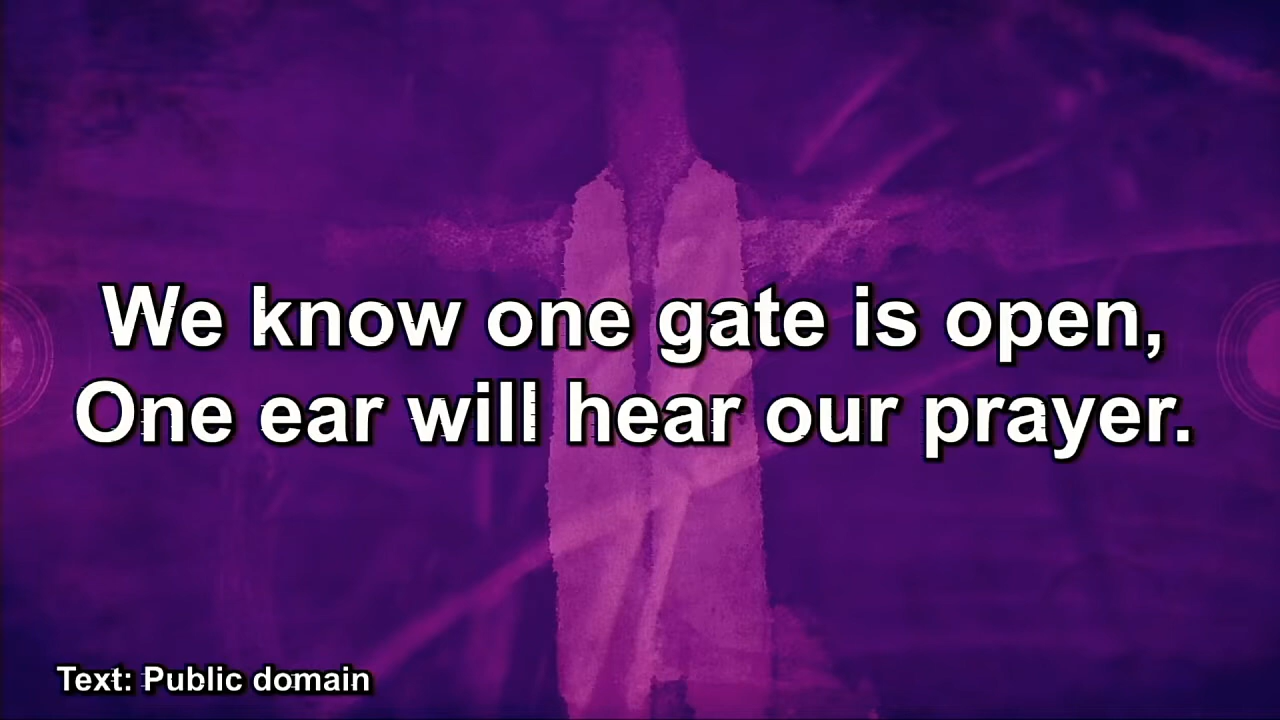 We know one gate is open,
One ear will hear our prayer.
Text: Public domain